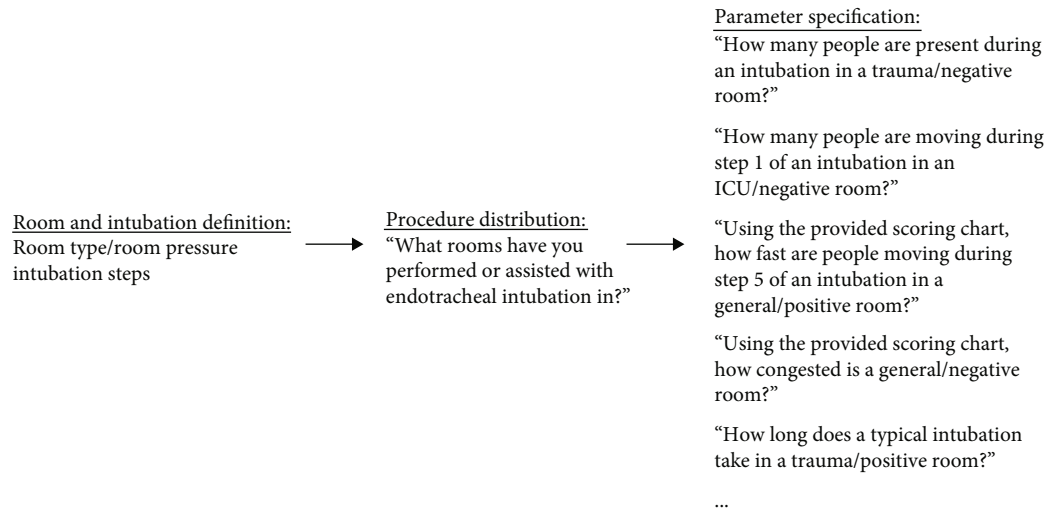 Room and intubation definition:
Room type/room pressure
intubation steps
Procedure distribution:
“What rooms have you
performed or assisted with
endotracheal intubation in?”
Parameter specification:
“How many people are present during
an intubation in a trauma/negative
room?”
“How many people are moving during
step 1 of an intubation in an
ICU/negative room?”
“Using the provided scoring chart,
how fast are people moving during
step 5 of an intubation in a
general/positive room?”
“Using the provided scoring chart,
how congested is a general/negative
room?”
“How long does a typical intubation
take in a trauma/positive room?”
...